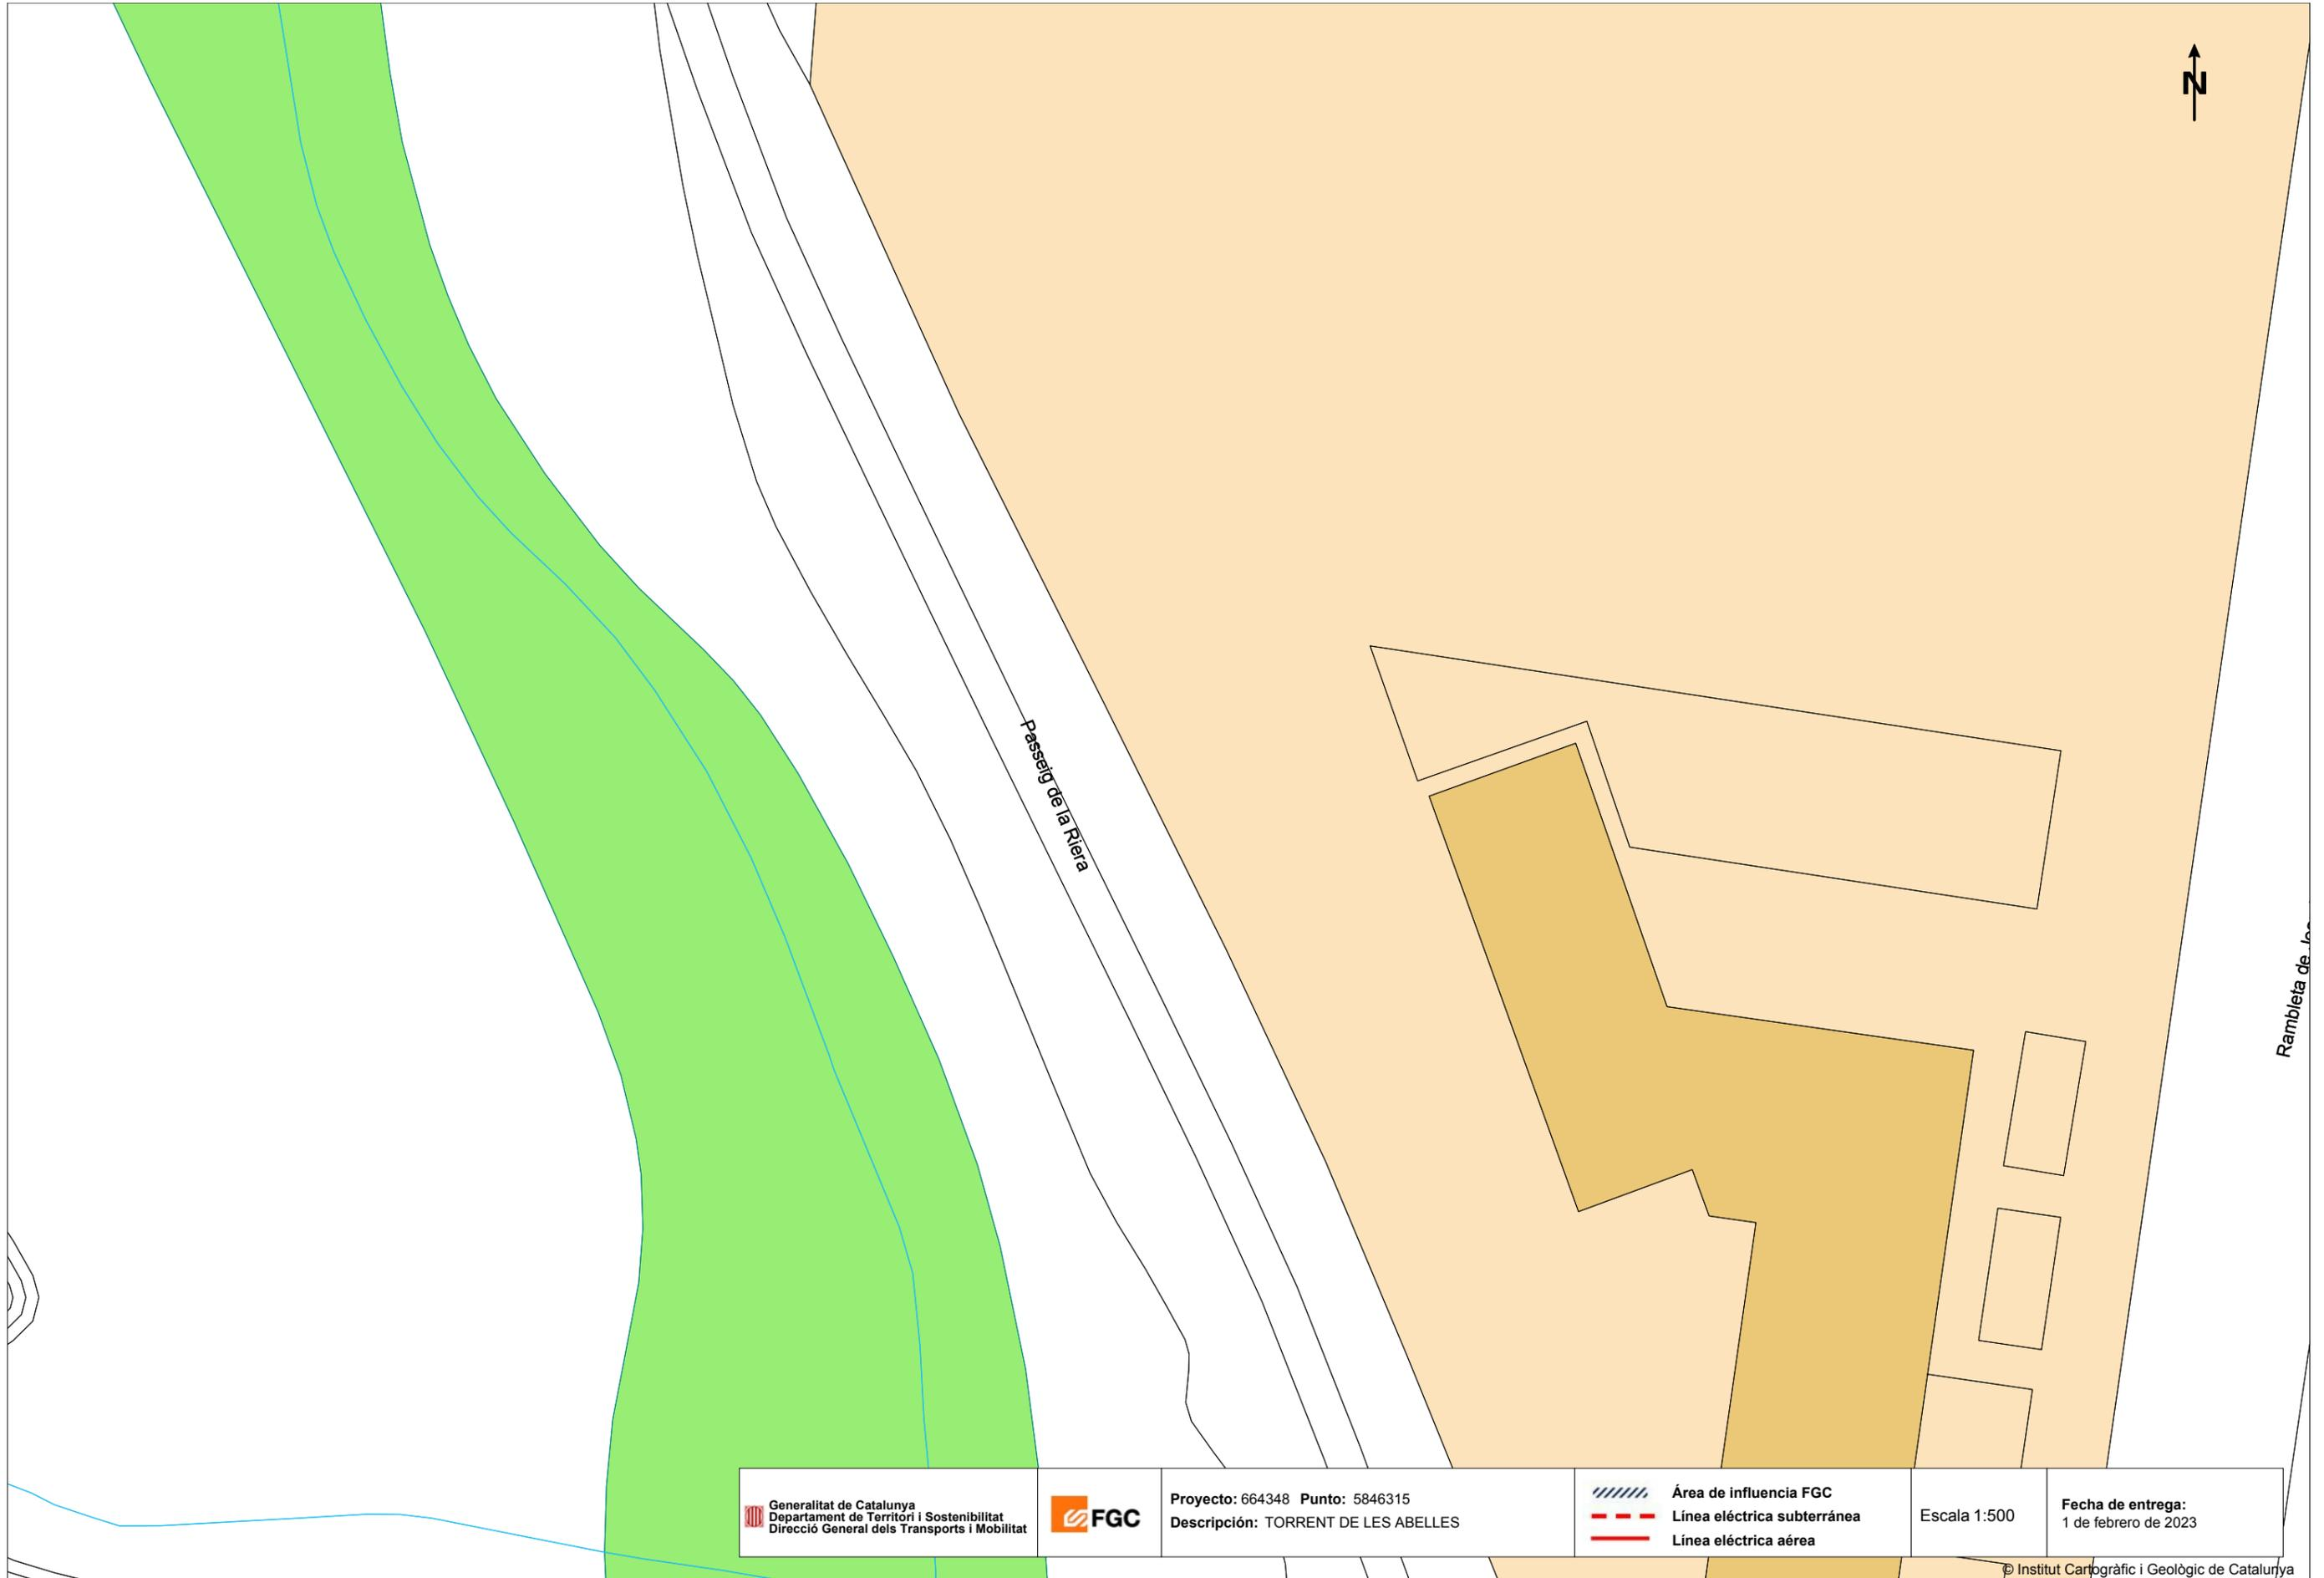 N
Passeig de la Riera
Rambleta de
Generalitat de Catalunya
Departament de Territori i Sostenibilitat
Direcció General dels Transports i Mobilitat
FGC
Proyecto: 664348 Punto: 5846315
Descripción: TORRENT DE LES ABELLES
Área de influencia FGC
Línea eléctrica subterránea
Línea eléctrica aérea
Escala 1:500
Fecha de entrega:
1 de febrero de 2023
© Institut Cartogràfic i Geològic de Catalunya